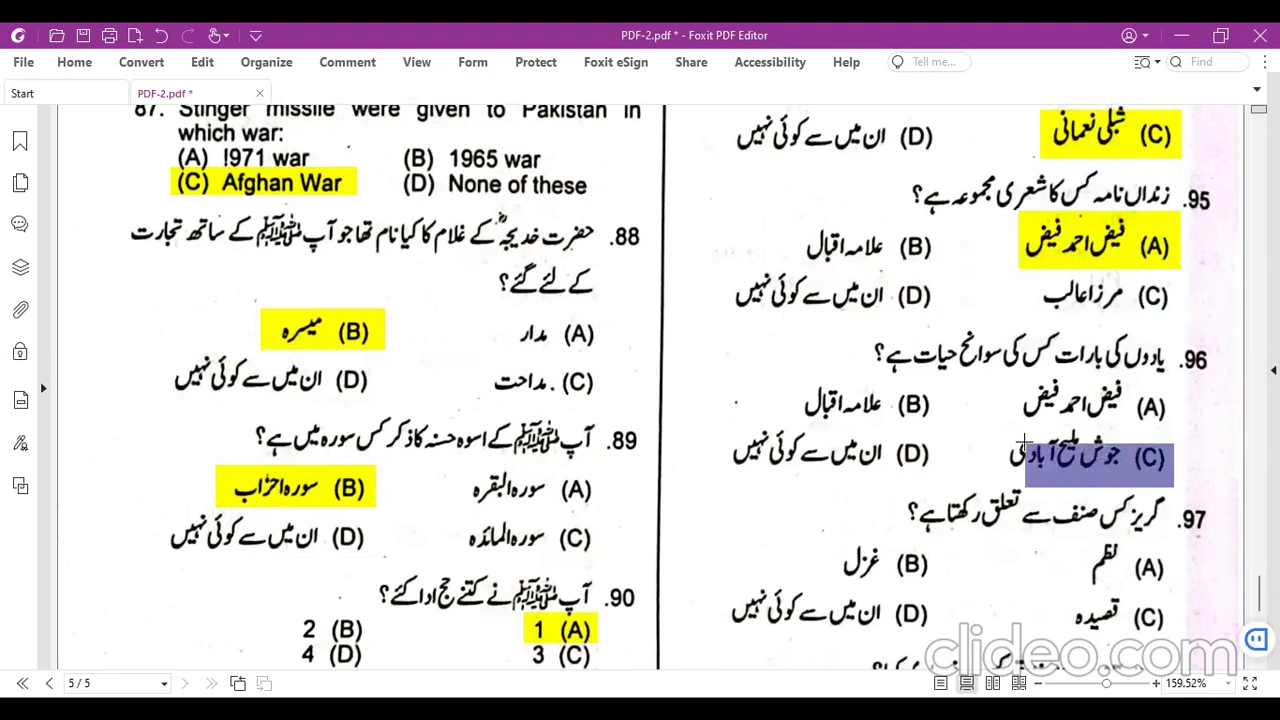 PDF-2.pdf * - Foxit PDF Editor
File Home Convert Edit Organize Comment View Form Protect Foxit eSign Share Accessibility Help Tell me... Find
Start PDF-2.pdf *
87. Stinger missile were given to Pakistan in
which war:
(A) !971 war (B) 1965 war
(C) Afghan War (D) None of these
88. حضرت خدیجہؓ کے غلام کا کیا نام تھا جو آپ ﷺ کے ساتھ تجارت
کے لئے گئے؟
(A) مدار (B) میسرہ
(C) . مداحت (D) ان میں سے کوئی نہیں
89. آپ ﷺ کے اسوہ حسنہ کا ذکر کس سورہ میں ہے؟
(A) سورہ البقرہ (B) سورہ احزاب
(C) سورہ المائدہ (D) ان میں سے کوئی نہیں
90. آپ ﷺ نے کتنے حج ادا کئے؟
(A) 1 (B) 2
(C) 3 (D) 4
(C) شبلی نعمانی (D) ان میں سے کوئی نہیں
95. زنداں نامہ کس کا شعری مجموعہ ہے؟
(A) فیض احمد فیض (B) علامہ اقبال
(C) مرزا غالب (D) ان میں سے کوئی نہیں
96. یادوں کی بارات کس کی سوانح حیات ہے؟
(A) فیض احمد فیض (B) علامہ اقبال
(C) جوش ملیح آبادی (D) ان میں سے کوئی نہیں
97. گریز کس صنف سے تعلق رکھتا ہے؟
(A) نظم (B) غزل
(C) قصیدہ (D) ان میں سے کوئی نہیں
clideo.com
5 / 5 159.52%